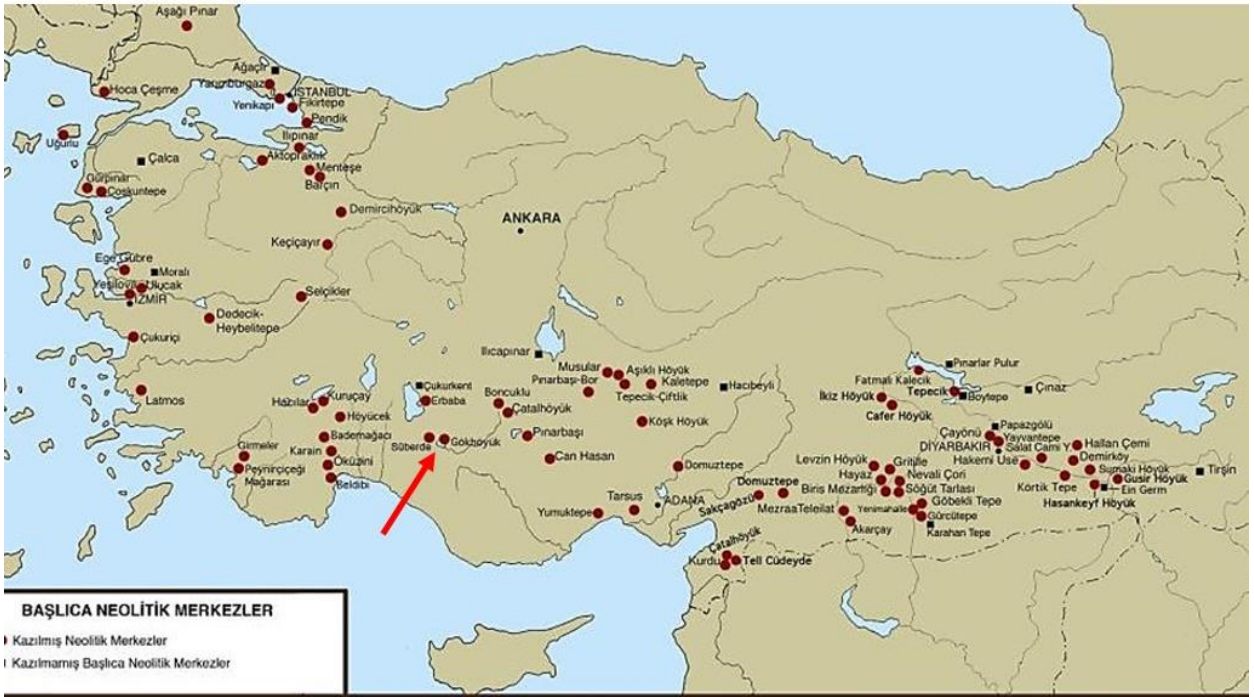 Aşağı Pınar
Ağaçlı
Hoca Çeşme
Yarımburgaz
İSTANBUL
Yenikapı
Fikirtepe
Pendik
Uğurlu
Ilıpınar
Çalca
Aktopraklık
Menteşe
Barçın
Gürpınar
Coşkuntepe
Demircihöyük
ANKARA
Keçiçayır
Ege Gübre
Moralı
Yeşilova
Ulucak
İZMİR
Selçikler
Dedecik-
Heybelitepe
Çukuriçi
Ilıcapınar
Latmos
Hacılar
Kuruçay
Höyücek
Çukurkent
Erbaba
Boncuklu
Çatalhöyük
Musular
Aşıklı Höyük
Pınarbaşı-Bor
Kaletepe
Tepecik-Çiftlik
Hacıbeyli
Köşk Höyük
Pınarbaşı
Can Hasan
Süberde
Gökhöyük
Bademağacı
Karain
Öküzini
Beldibi
Girmeler
Peynirçiçeği
Mağarası
Domuztepe
Tarsus
ADANA
Yumuktepe
Pınarlar Pulur
Fatmalı Kalecik
Tepecik
Boytepe
Çınaz
İkiz Höyük
Cafer Höyük
Papazgölü
Çayönü
Yayvantepe
DİYARBAKIR
Salat Cami Y.
Hallan Çemi
Hakemi Use
Demirköy
Sumaki Höyük
Tirşin
Körtik Tepe
Gusir Höyük
Ein Germ
Hasankeyf Höyük
Levzin Höyük
Gritille
Hayaz
Nevali Çori
Biris Mezarlığı
Söğüt Tarlası
Domuztepe
Sakçagözü
Mezraa Teleilat
Yenimahalle
Göbekli Tepe
Gürcütepe
Karahan Tepe
Akarçay
Çatalhöyük
Kurdu
Tell Cüdeyde
BAŞLICA NEOLİTİK MERKEZLER
Kazılmış Neolitik Merkezler
Kazılmamış Başlıca Neolitik Merkezler